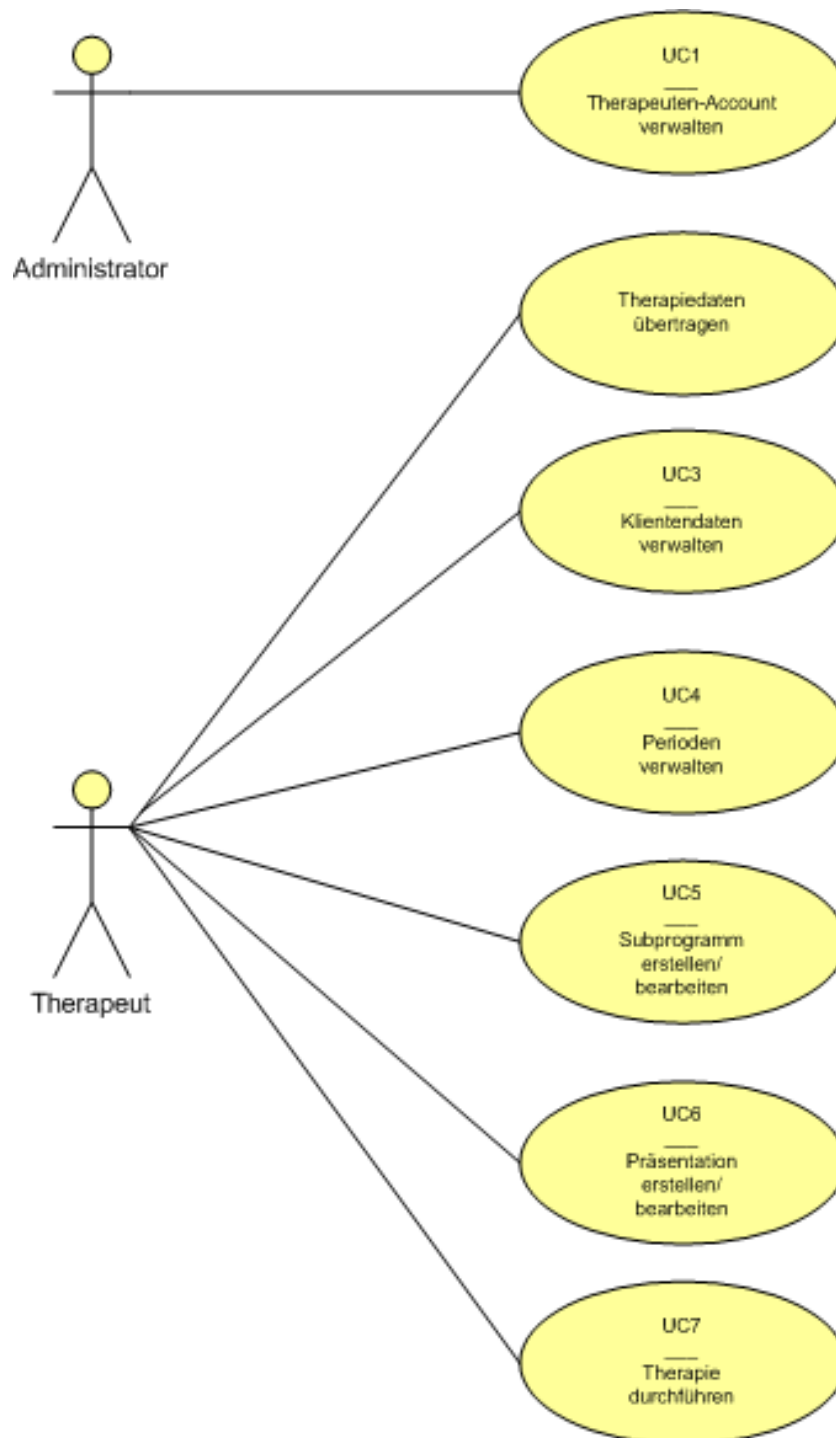 UC1
Therapeuten-Account
verwalten
Administrator
Therapiedaten
übertragen
UC3
Klientendaten
verwalten
UC4
Perioden
verwalten
Therapeut
UC5
Subprogramm
erstellen/
bearbeiten
UC6
Präsentation
erstellen/
bearbeiten
UC7
Therapie
durchführen